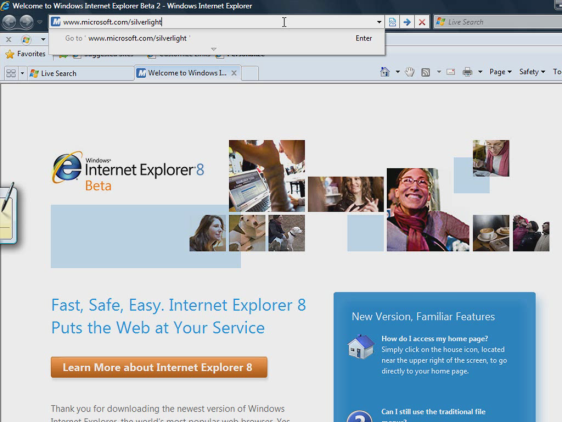 Welcome to Windows Internet Explorer Beta 2 - Windows Internet Explorer
www.microsoft.com/silverlight
Live Search
Go to ' www.microsoft.com/silverlight '
Enter
Favorites
Live Search
Welcome to Windows I...
Page
Safety
To
Windows
Internet Explorer 8
Beta
Fast, Safe, Easy. Internet Explorer 8
Puts the Web at Your Service
Learn More about Internet Explorer 8
Thank you for downloading the newest version of Windows
Internet Explorer, the world's most popular web browser. Yes
New Version, Familiar Features
How do I access my home page?
Simply click on the house icon, located
near the upper right of the screen, to go
directly to your home page.
Can I still use the traditional file
menus?